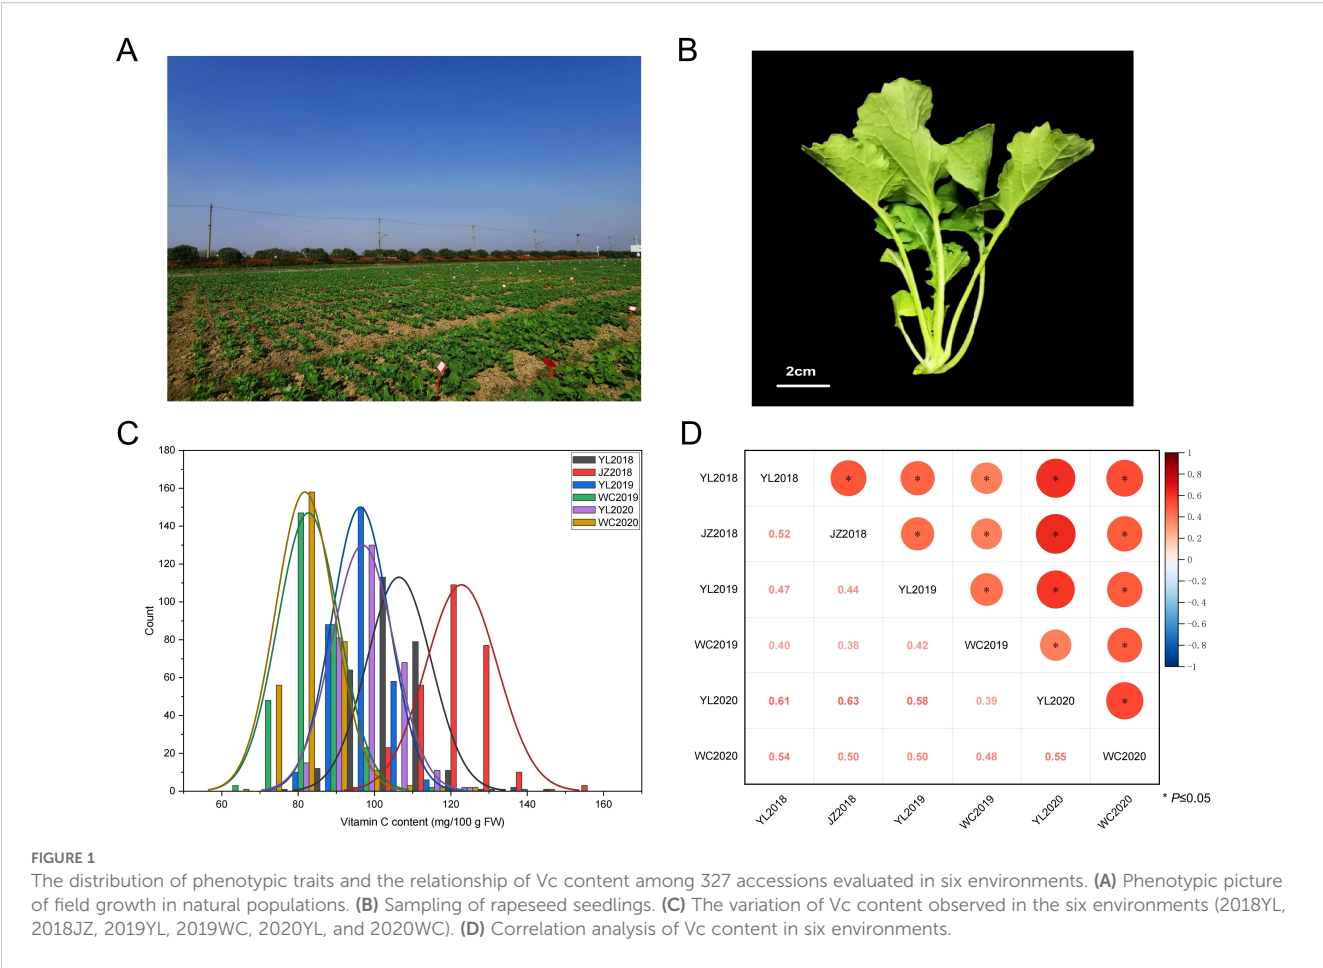 A
B
2cm
C
180
160
140
120
100
80
60
40
20
0
Count
60
80
100
120
140
160
Vitamin C content (mg/100 g FW)
YL2018
JZ2018
YL2019
WC2019
YL2020
WC2020
D
YL2018 YL2018 * * * * *
JZ2018 0.52 JZ2018 * * * *
YL2019 0.47 0.44 YL2019 * * *
WC2019 0.40 0.38 0.42 WC2019 * *
YL2020 0.61 0.63 0.58 0.39 YL2020 *
WC2020 0.54 0.50 0.50 0.48 0.55 WC2020
YL2018 JZ2018 YL2019 WC2019 YL2020 WC2020
1
0.8
0.6
0.4
0.2
0
-0.2
-0.4
-0.6
-0.8
-1
* P≤0.05
FIGURE 1
The distribution of phenotypic traits and the relationship of Vc content among 327 accessions evaluated in six environments. (A) Phenotypic picture
of field growth in natural populations. (B) Sampling of rapeseed seedlings. (C) The variation of Vc content observed in the six environments (2018YL,
2018JZ, 2019YL, 2019WC, 2020YL, and 2020WC). (D) Correlation analysis of Vc content in six environments.